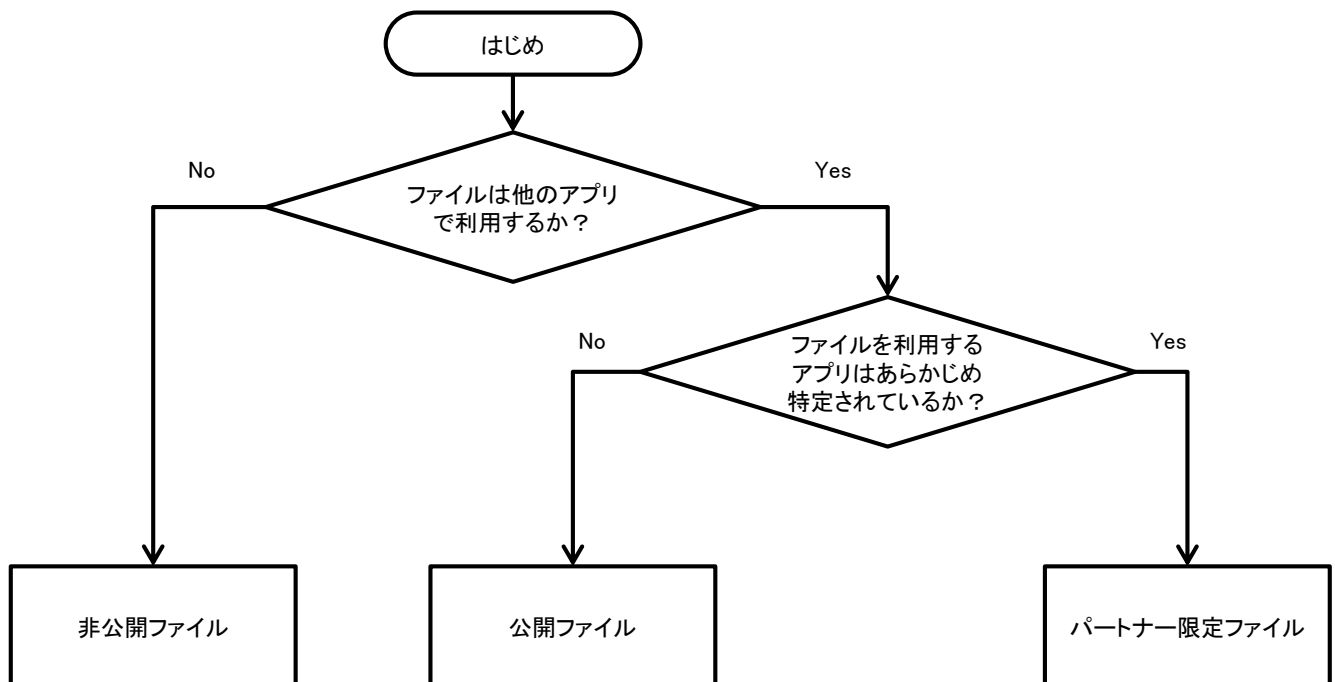 はじめ
No
Yes
ファイルは他のアプリ
で利用するか？
No
Yes
ファイルを利用する
アプリはあらかじめ
特定されているか？
非公開ファイル
公開ファイル
パートナー限定ファイル